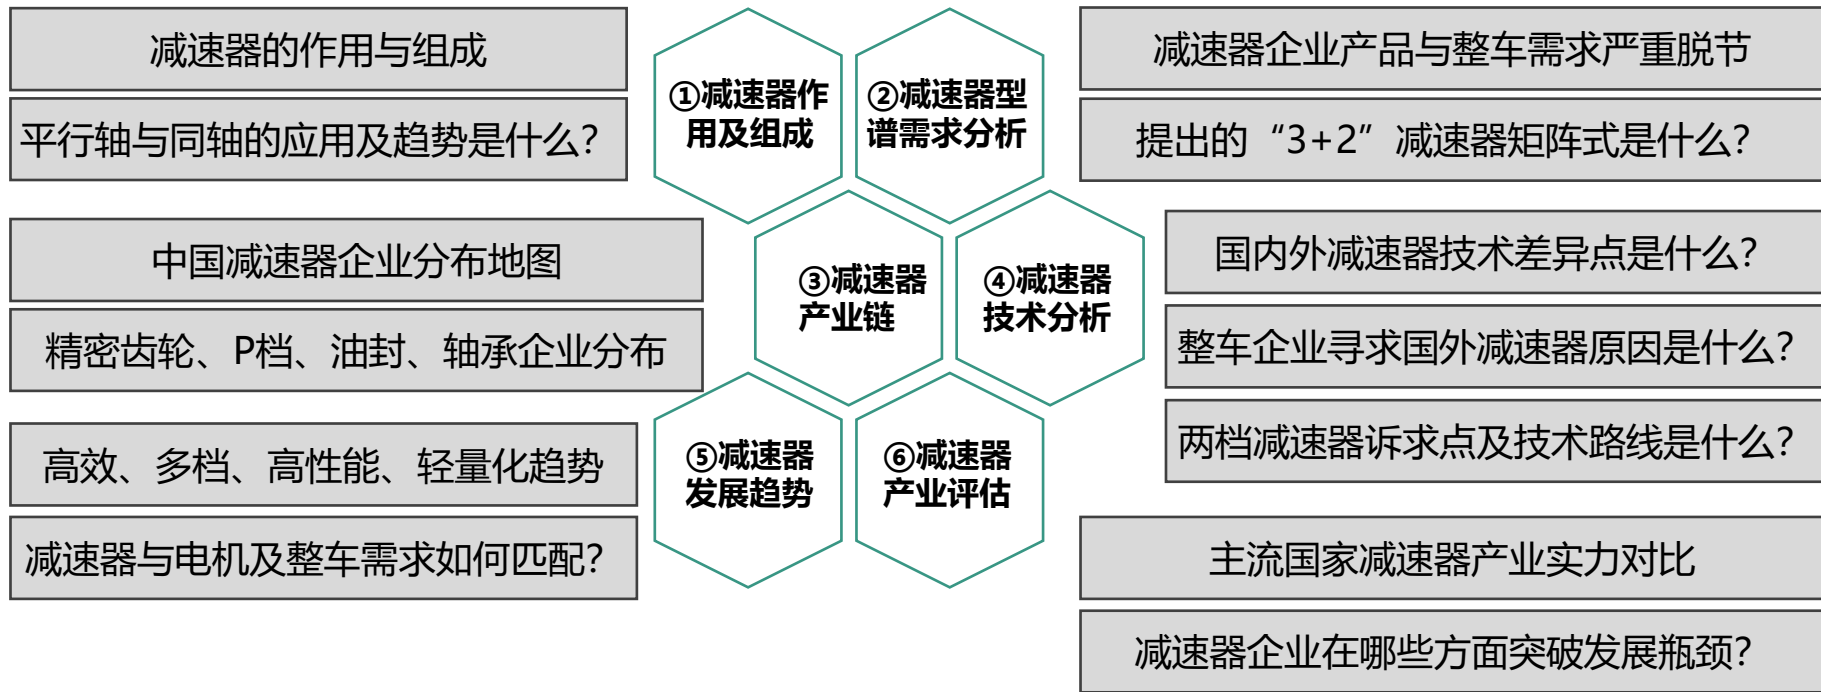 减速器的作用与组成
平行轴与同轴的应用及趋势是什么？
①减速器作
用及组成
②减速器型
谱需求分析
减速器企业产品与整车需求严重脱节
提出的“3+2”减速器矩阵式是什么？
中国减速器企业分布地图
精密齿轮、P档、油封、轴承企业分布
③减速器
产业链
④减速器
技术分析
国内外减速器技术差异点是什么？
整车企业寻求国外减速器原因是什么？
两档减速器诉求点及技术路线是什么？
高效、多档、高性能、轻量化趋势
减速器与电机及整车需求如何匹配？
⑤减速器
发展趋势
⑥减速器
产业评估
主流国家减速器产业实力对比
减速器企业在哪些方面突破发展瓶颈？